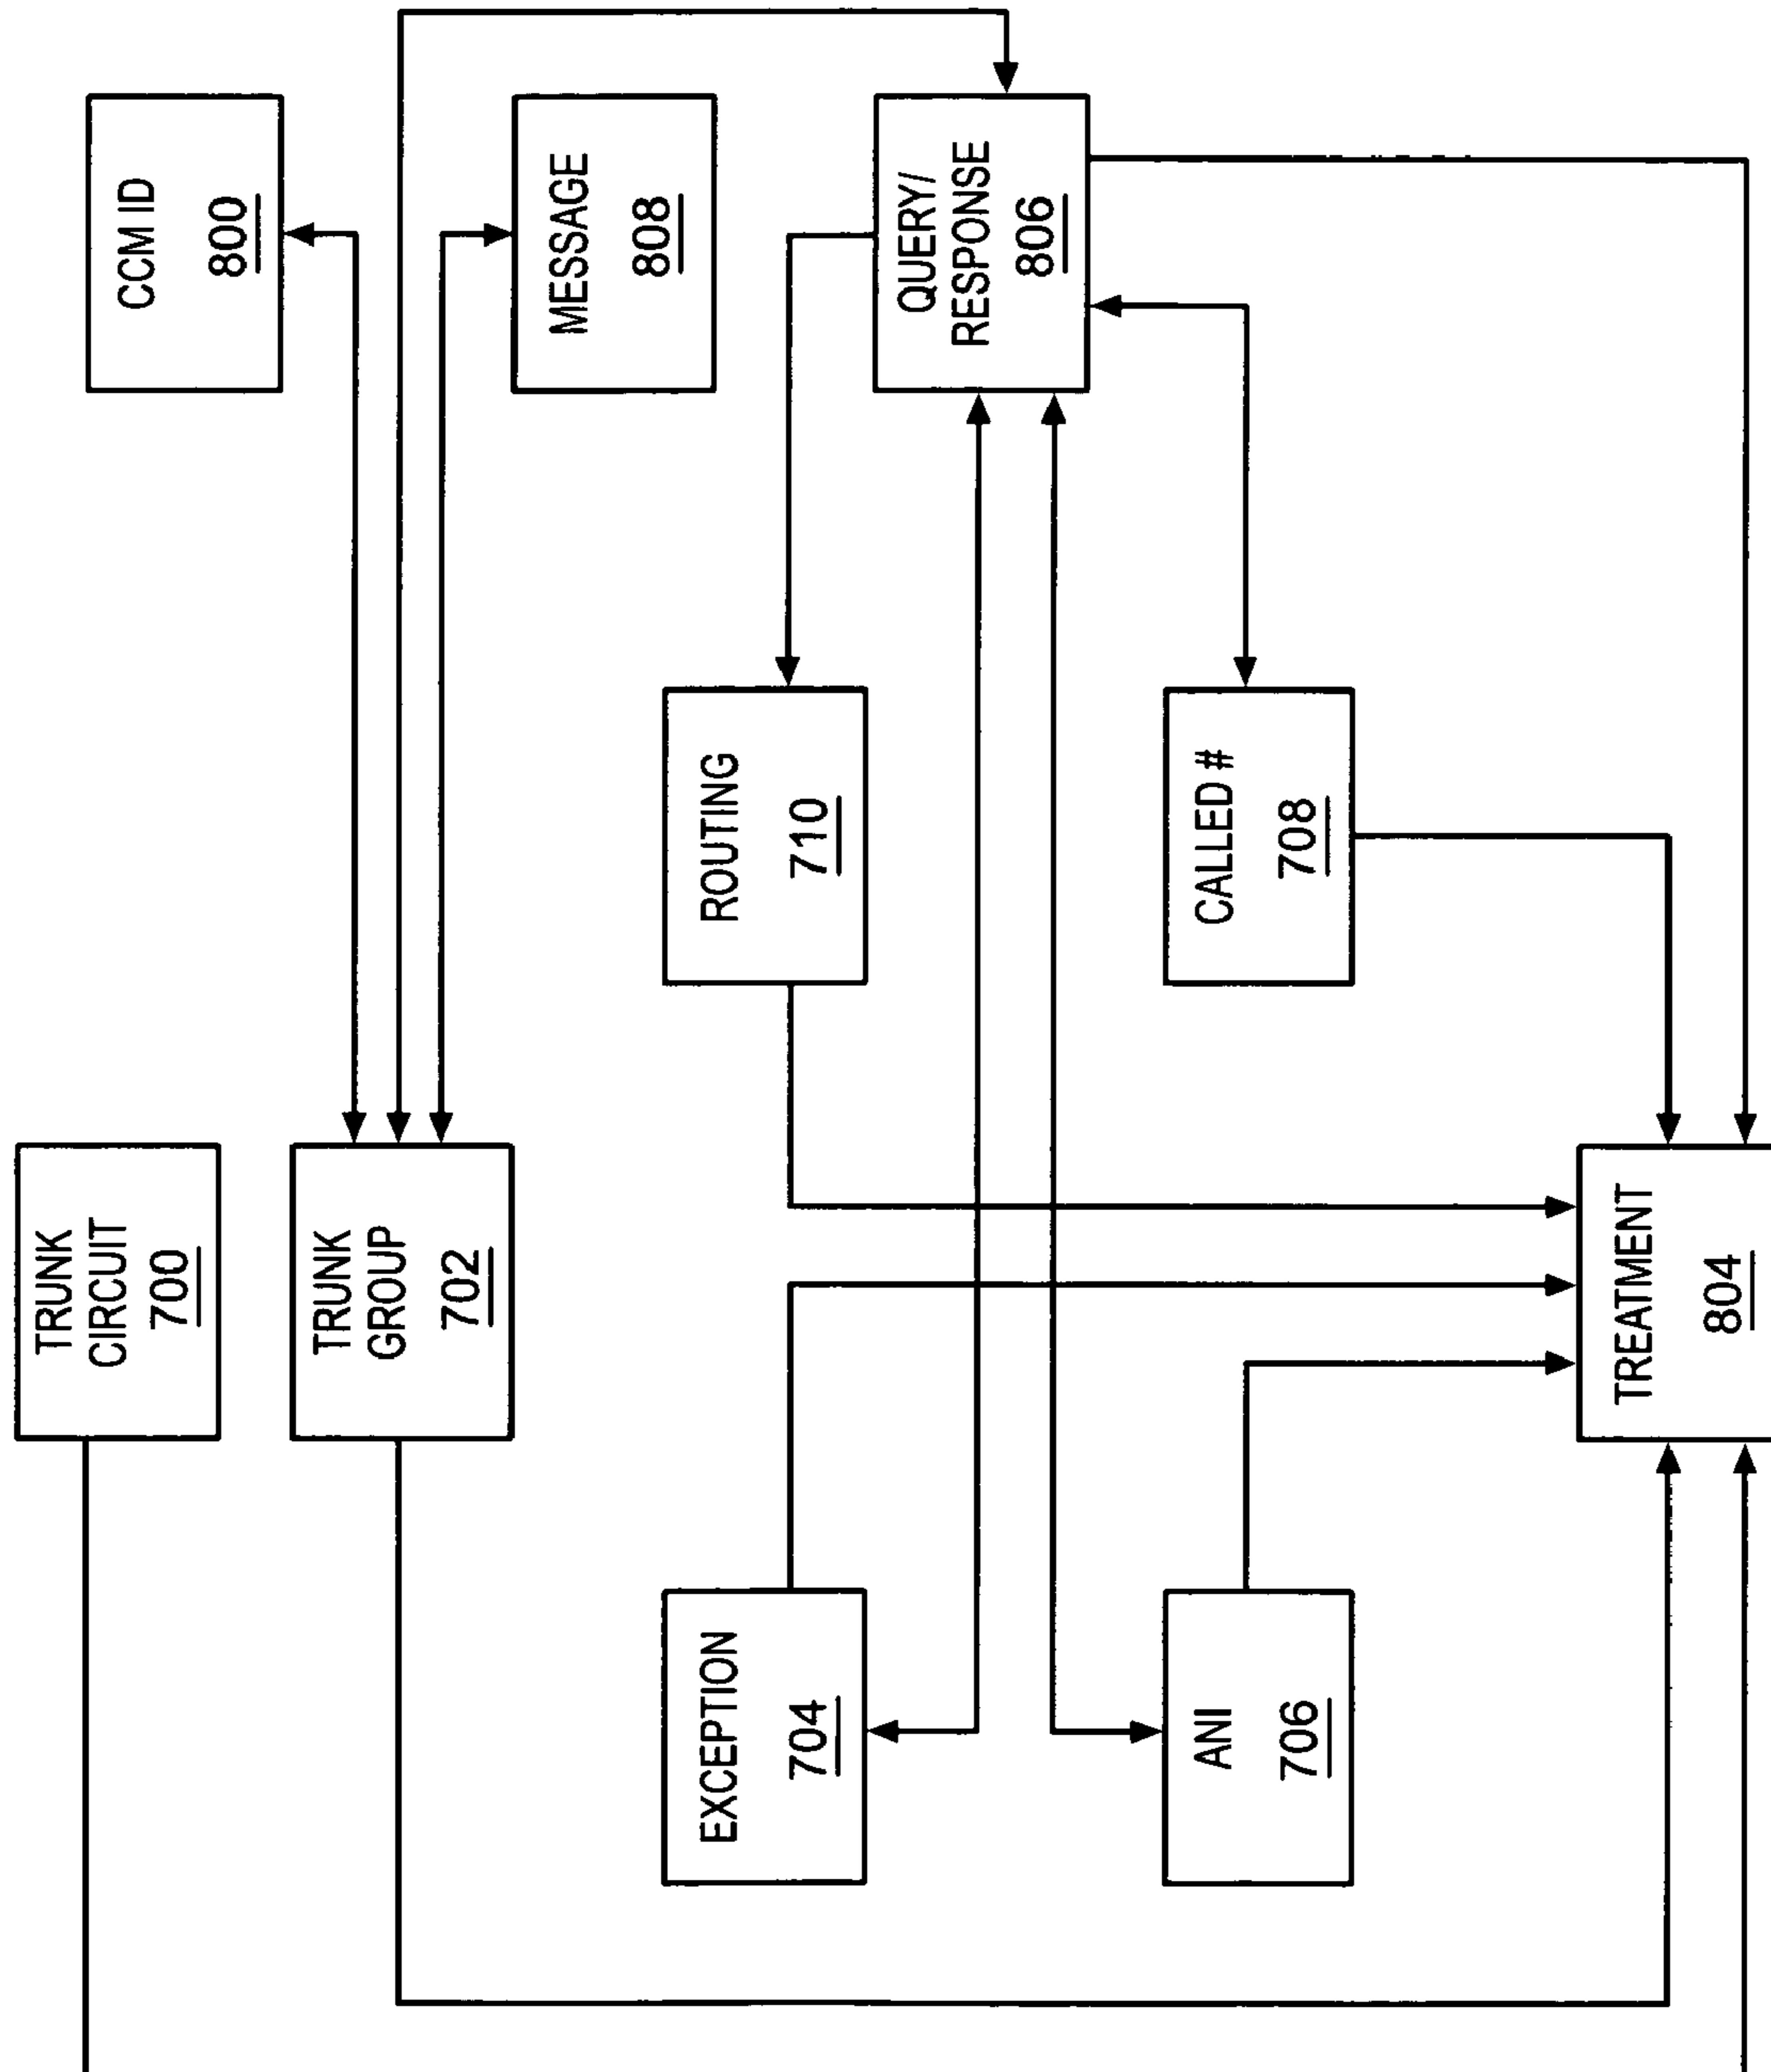 TRUNK
CIRCUIT
700
TRUNK
GROUP
702
CCM ID
800
MESSAGE
808
EXCEPTION
704
ROUTING
710
QUERY/
RESPONSE
806
ANI
706
CALLED #
708
TREATMENT
804